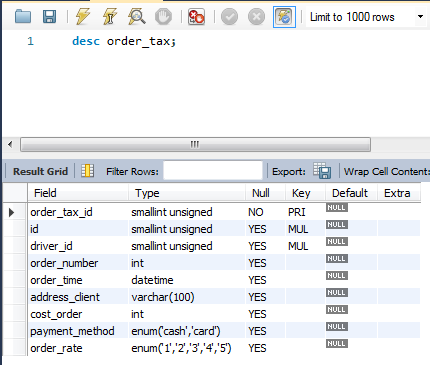 Limit to 1000 rows
1 desc order_tax;
Result Grid Filter Rows: Export: Wrap Cell Content:
Field Type Null Key Default Extra
order_tax_id smallint unsigned NO PRI NULL
id smallint unsigned YES MUL NULL
driver_id smallint unsigned YES MUL NULL
order_number int YES NULL
order_time datetime YES NULL
address_client varchar(100) YES NULL
cost_order int YES NULL
payment_method enum('cash','card') YES NULL
order_rate enum('1','2','3','4','5') YES NULL